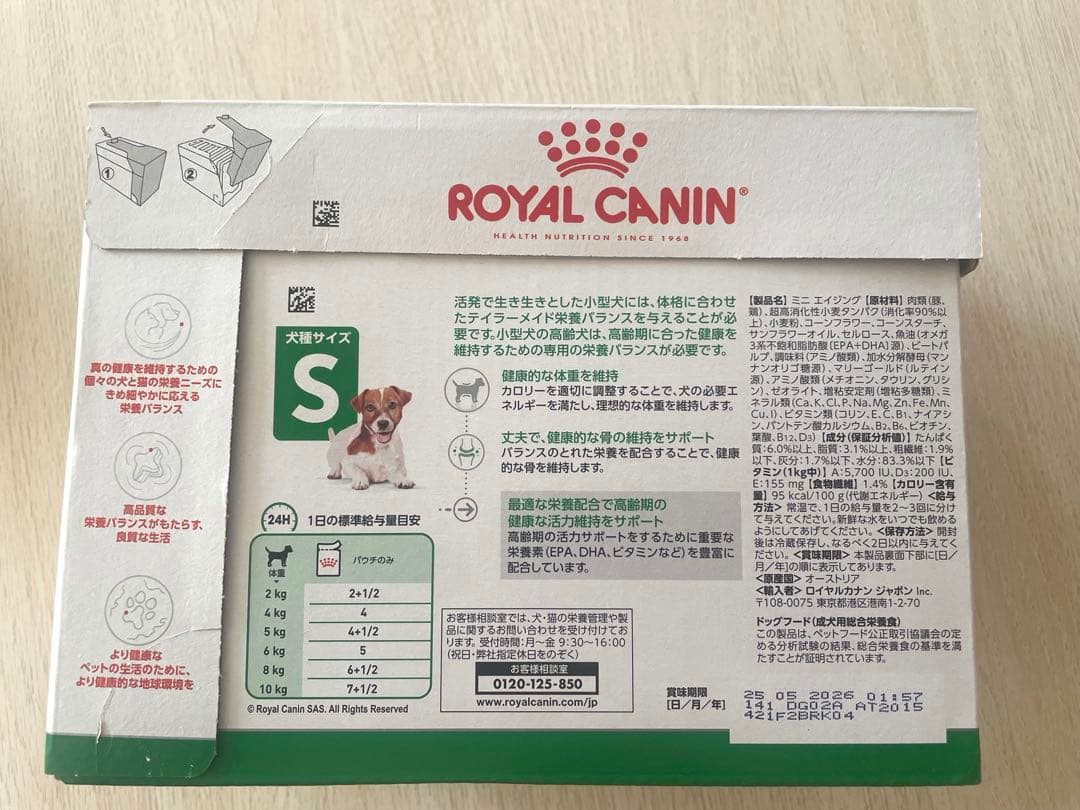 ①
②
ROYAL CANIN®
HEALTH NUTRITION SINCE 1968
真の健康を維持するための
個々の犬と猫の栄養ニーズに
きめ細やかに応える
栄養バランス
高品質な
栄養バランスがもたらす、
良質な生活
より健康な
ペットの生活のために、
より健康的な地球環境を
犬種サイズ
S
活発で生き生きとした小型犬には、体格に合わせ
たテイラーメイド栄養バランスを与えることが必
要です。小型犬の高齢犬は、高齢期に合った健康を
維持するための専用の栄養バランスが必要です。
健康的な体重を維持
カロリーを適切に調整することで、犬の必要エ
ネルギーを満たし、理想的な体重を維持します。
丈夫で、健康的な骨の維持をサポート
バランスのとれた栄養を配合することで、健康
的な骨を維持します。
最適な栄養配合で高齢期の
健康な活力維持をサポート
高齢期の活力サポートをするために重要な
栄養素(EPA、DHA、ビタミンなど)を豊富に
配合しています。
24H
1日の標準給与量目安
体重
パウチのみ
2 kg 2+1/2
4 kg 4
5 kg 4+1/2
6 kg 5
8 kg 6+1/2
10 kg 7+1/2
© Royal Canin SAS. All Rights Reserved
お客様相談室では、犬・猫の栄養管理や製
品に関するお問い合わせを受け付けてお
ります。受付時間:月〜金 9:30〜16:00
(祝日・弊社指定休日をのぞく)
お客様相談室
0120-125-850
www.royalcanin.com/jp
【製品名】ミニ エイジング【原材料】肉類(豚、
鶏)、超高消化性小麦タンパク(消化率90%以
上)、小麦粉、コーンフラワー、コーンスターチ、
サンフラワーオイル、セルロース、魚油(オメガ
3系不飽和脂肪酸(EPA+DHA)源)、ビートパ
ルプ、調味料(アミノ酸類)、加水分解酵母(マン
ナンオリゴ糖源)、マリーゴールド(ルテイン
源)、アミノ酸類(メチオニン、タウリン、グリシ
ン)、ゼオライト、増粘安定剤(増粘多糖類)、ミ
ネラル類(Ca、K、Cl、P、Na、Mg、Zn、Fe、Mn、
Cu、I)、ビタミン類(コリン、E、C、B1、ナイアシ
ン、パントテン酸カルシウム、B2、B6、ビオチン、
葉酸、B12、D3)【成分(保証分析値)】たんぱく
質:6.0%以上、脂質:3.1%以上、粗繊維:1.9%
以下、灰分:1.7%以下、水分:83.3%以下【ビ
タミン(1kg中)】A:5,700 IU、D3:200 IU、
E:155 mg【食物繊維】1.4%【カロリー含有
量】95 kcal/100 g(代謝エネルギー)<給与
方法>常温で、1日の給与量を2〜3回に分け
て与えてください。新鮮な水をいつでも飲める
ようにしてあげてください。<保存方法>開封
後は冷蔵保存し、なるべく2日以内に与えてく
ださい。<賞味期限>本製品裏面下部に[日/
月/年]の順に表示してあります。
<原産国>オーストリア
<輸入者>ロイヤルカナン ジャポン Inc.
〒108-0075 東京都港区港南1-2-70
ドッグフード(成犬用総合栄養食)
この製品は、ペットフード公正取引協議会の定
める分析試験の結果、総合栄養食の基準を満
たすことが証明されています。
賞味期限
[日/月/年]
25 05 2026 01:57
141 DG02A AT2015
421F2BRK04